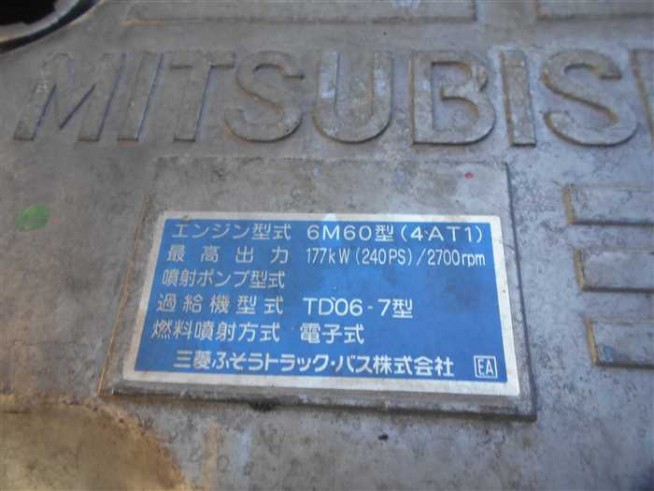 MITSUBIS
エンジン型式 6M60型(4AT1)
最高出力 177kW(240PS)/2700rpm
噴射ポンプ型式
過給機型式 TD06-7型
燃料噴射方式 電子式
三菱ふそうトラック・バス株式会社 EA